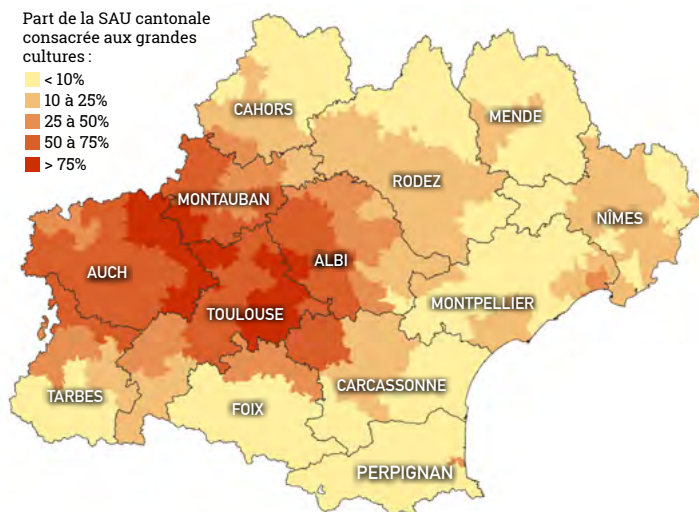 Part de la SAU cantonale
consacrée aux grandes
cultures :
< 10%
10 à 25%
25 à 50%
50 à 75%
> 75%
CAHORS
MENDE
RODEZ
MONTAUBAN
NÎMES
ALBI
AUCH
MONTPELLIER
TOULOUSE
CARCASSONNE
TARBES
FOIX
PERPIGNAN